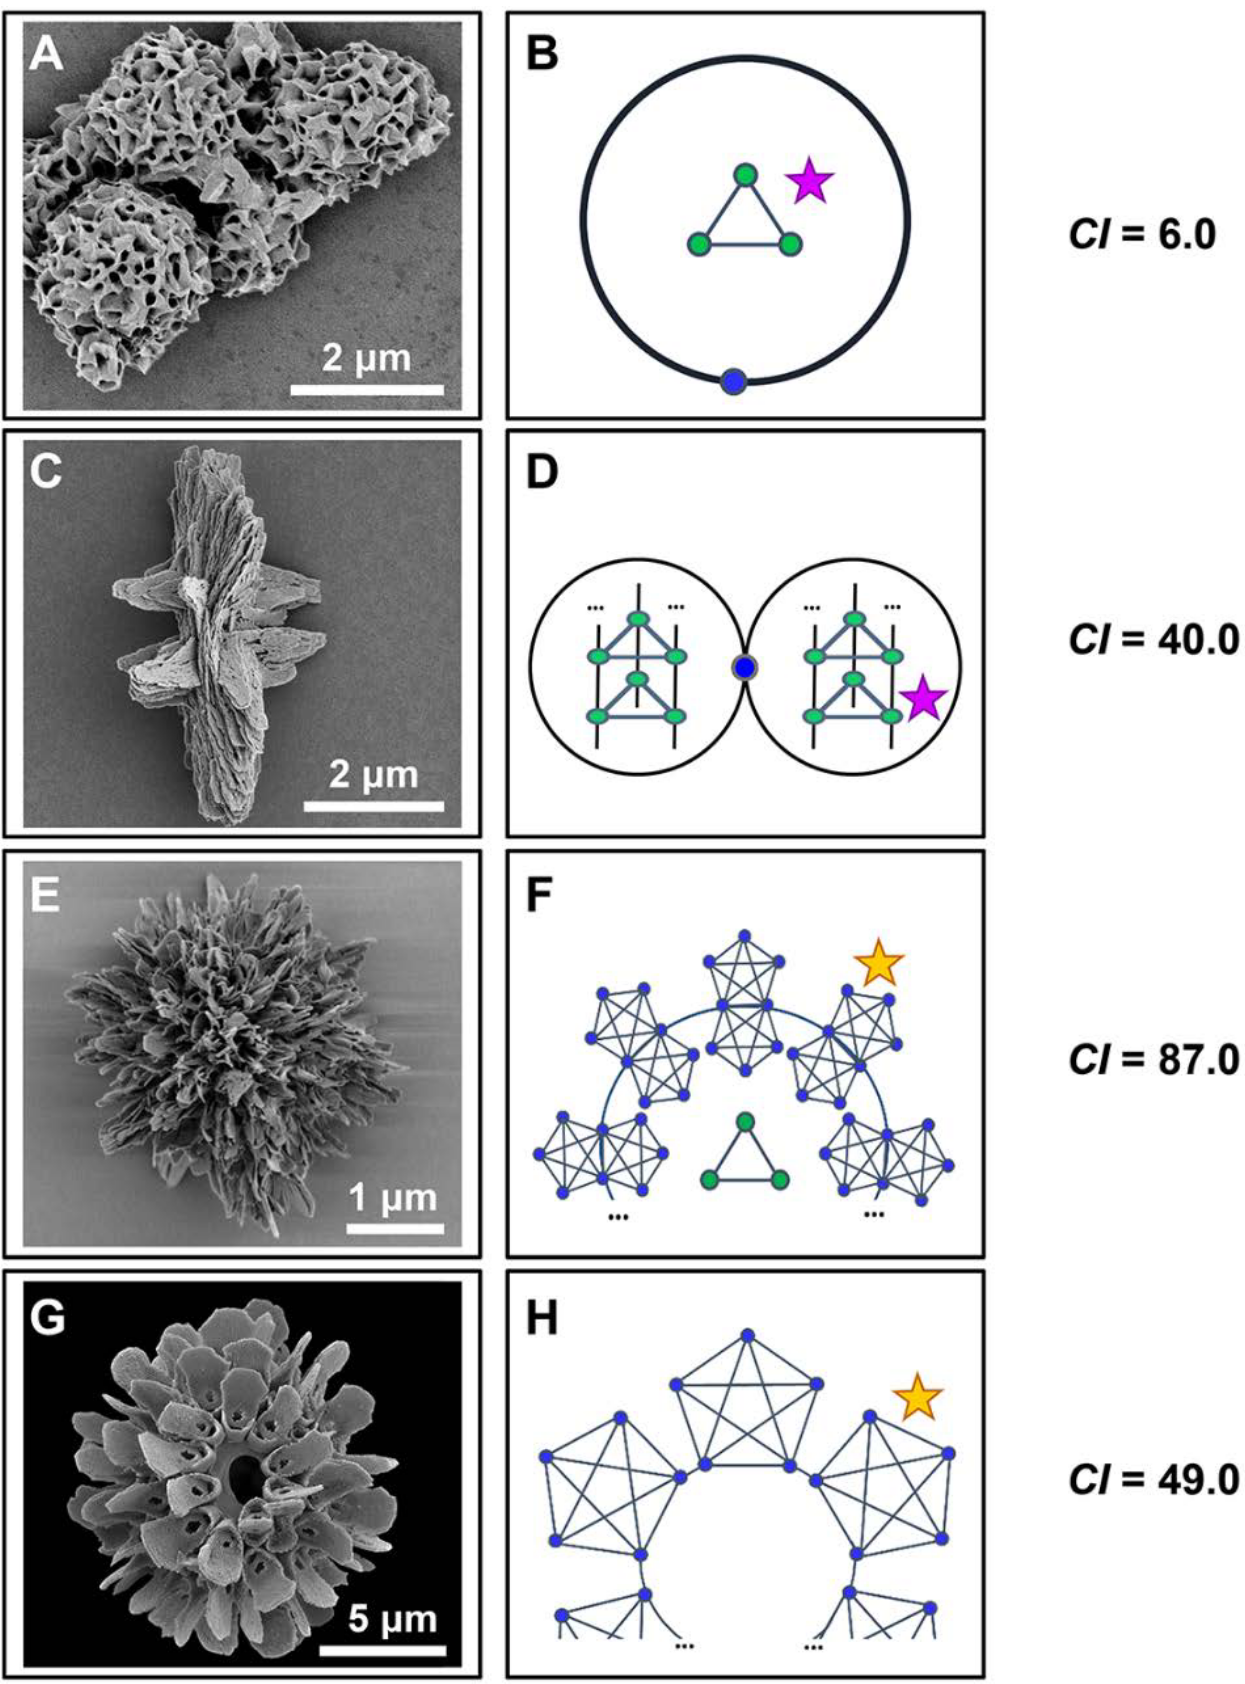 A
2 μm
B
CI = 6.0
C
2 μm
D
... ... ... ...
CI = 40.0
E
1 μm
F
... ...
CI = 87.0
G
5 μm
H
... ...
CI = 49.0